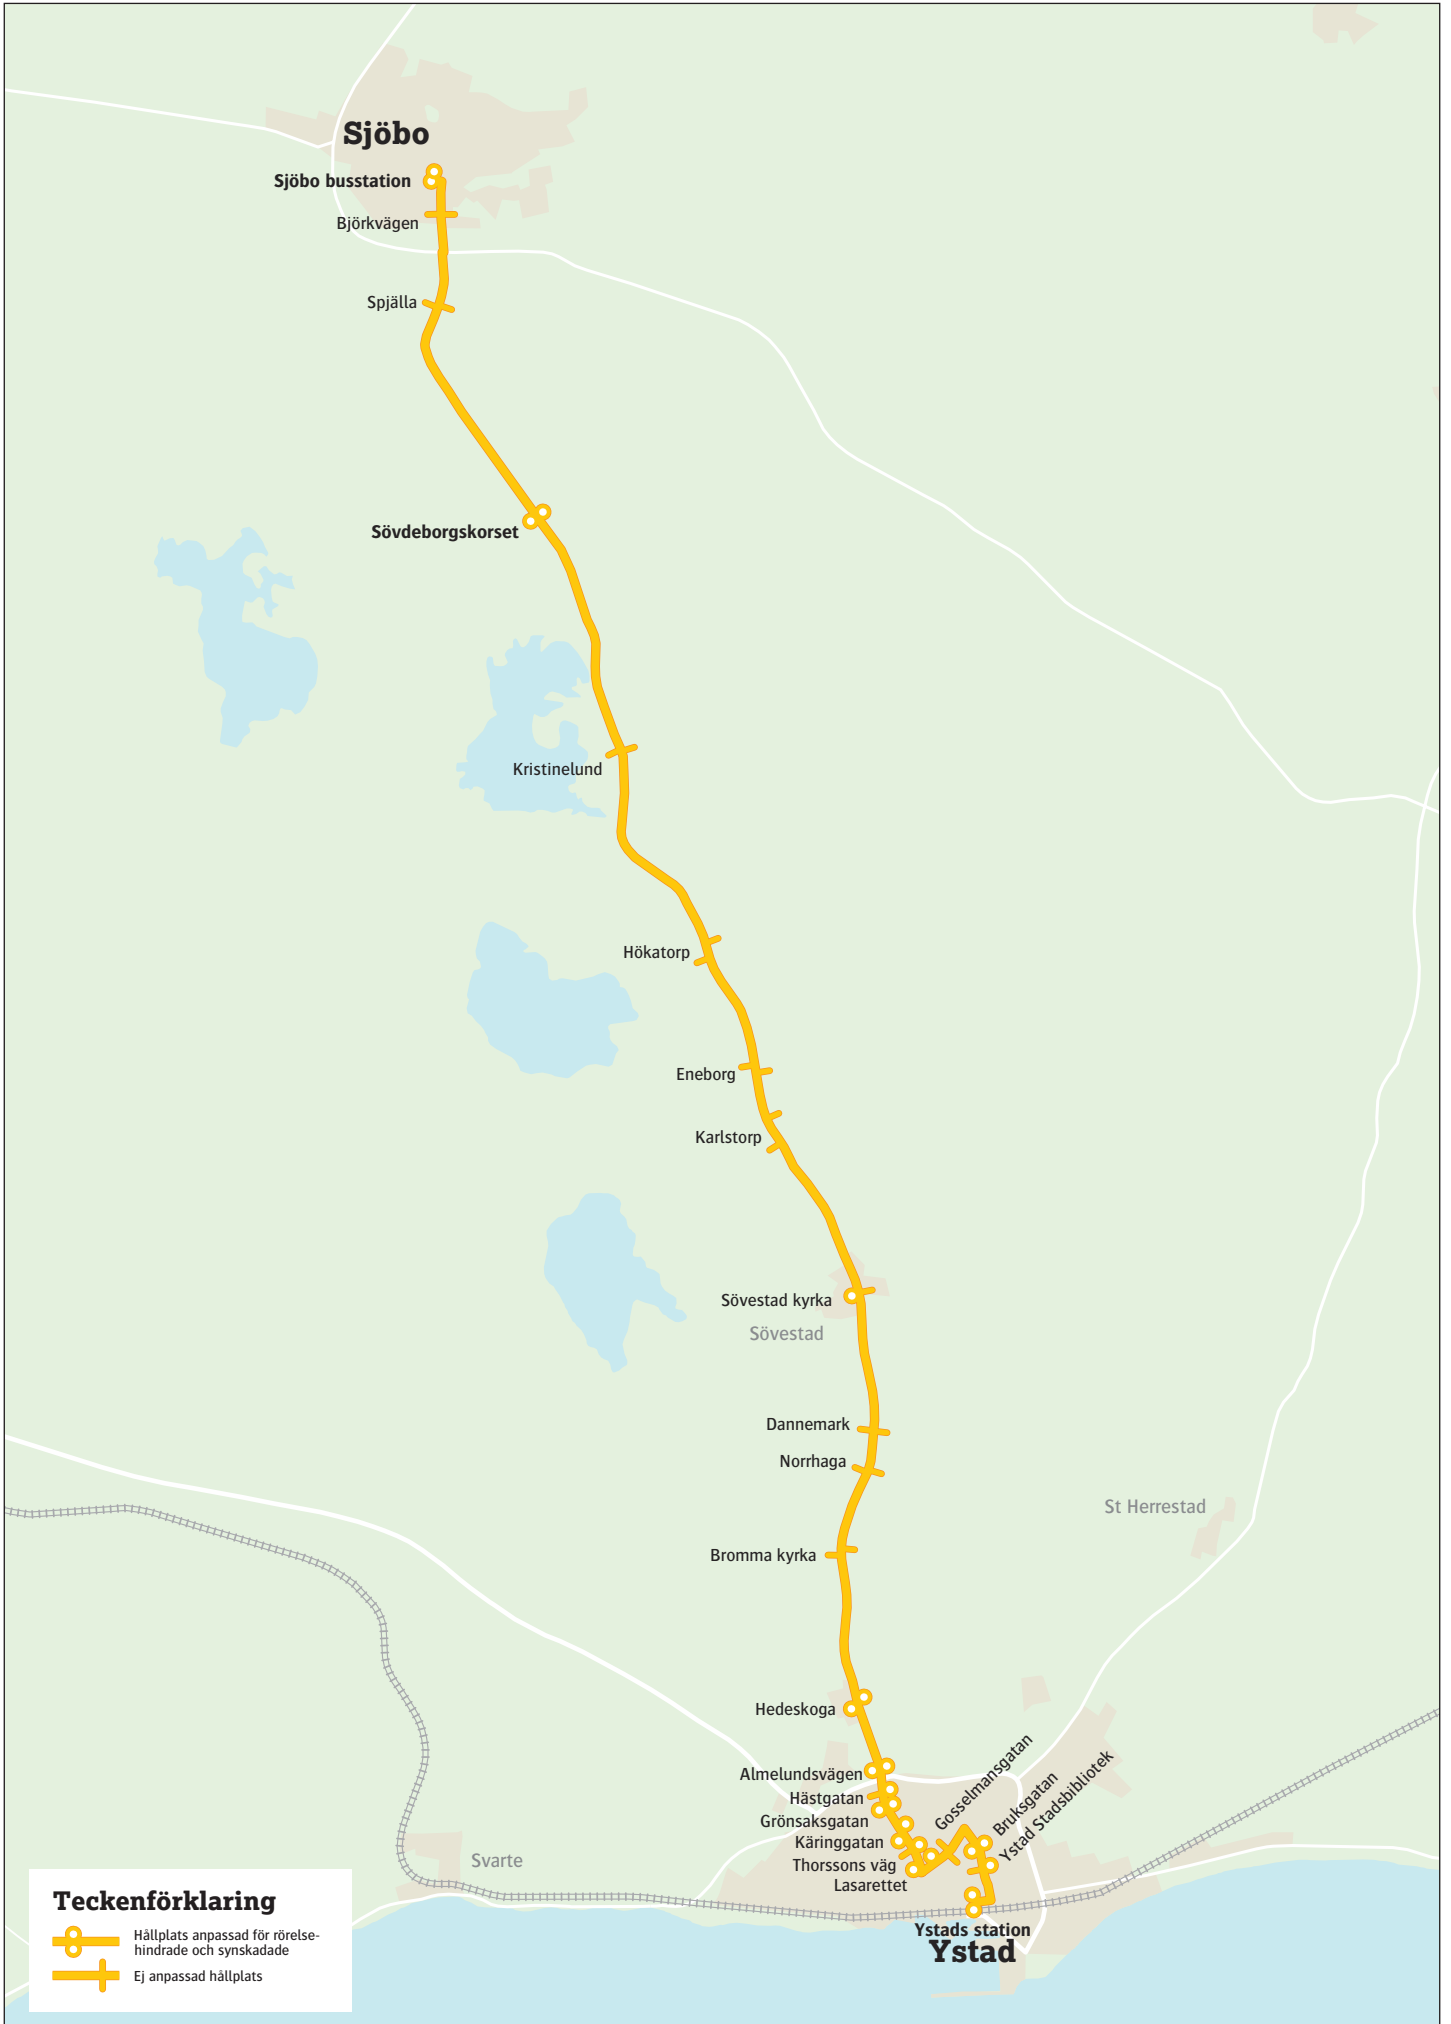 Sjöbo
Sjöbo busstation
Björkvägen
Spjälla
Sövdeborgskorset
Kristinelund
Hökatorp
Eneborg
Karlstorp
Sövestad kyrka
Sövestad
Dannemark
Norrhaga
St Herrestad
Bromma kyrka
Hedeskoga
Almelundsvägen
Hästgatan
Grönsaksgatan
Käringgatan
Thorssons väg
Lasarettet
Gosselmansgatan
Bruksgatan
Ystad Stadsbibliotek
Svarte
Ystads station
Ystad
Teckenförklaring
Hållplats anpassad för rörelse-
hindrade och synskadade
Ej anpassad hållplats